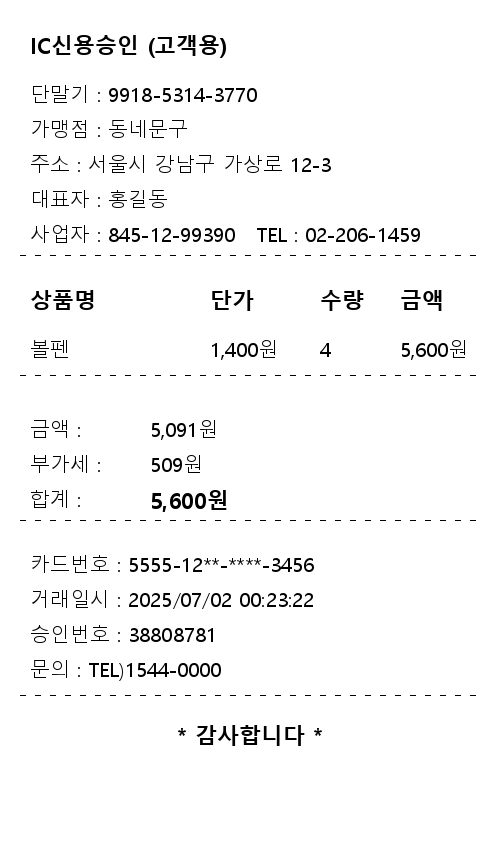 IC신용승인 (고객용)
단말기 : 9918-5314-3770
가맹점 : 동네문구
주소 : 서울시 강남구 가상로 12-3
대표자 : 홍길동
사업자 : 845-12-99390 TEL : 02-206-1459
상품명 단가 수량 금액
볼펜 1,400원 4 5,600원
금액 : 5,091원
부가세 : 509원
합계 : 5,600원
카드번호 : 5555-12**-****-3456
거래일시 : 2025/07/02 00:23:22
승인번호 : 38808781
문의 : TEL)1544-0000
* 감사합니다 *